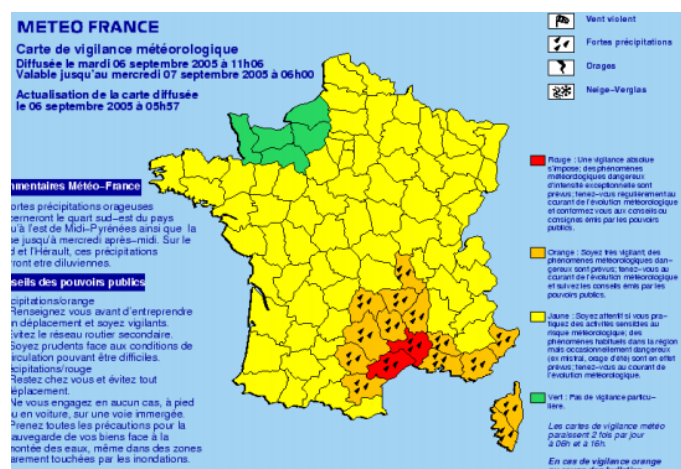 METEO FRANCE
Carte de vigilance météorologique
Diffusée le mardi 06 septembre 2005 à 11h06
Valable jusqu'au mercredi 07 septembre 2005 à 06h00
Actualisation de la carte diffusée
le 06 septembre 2005 à 05h57
mmentaires Météo-France
ortes précipitations orageuses
cerneront le quart sud-est du pays
qu'à l'est de Midi-Pyrénées ainsi que la
se jusqu'à mercredi après-midi. Sur le
d et l'Hérault, ces précipitations
ront etre diluviennes.
seils des pouvoirs publics
cipitations/orange
Renseignez vous avant d'entreprendre
n déplacement et soyez vigilants.
Evitez le réseau routier secondaire.
Soyez prudents face aux conditions de
irculation pouvant être difficiles.
cipitations/rouge
Restez chez vous et évitez tout
déplacement.
Ne vous engagez en aucun cas, à pied
u en voiture, sur une voie immergée.
Prenez toutes les précautions pour la
sauvegarde de vos biens face à la
montée des eaux, même dans des zones
arement touchées par les inondations.
Vent violent
Fortes précipitations
Orages
Neige-Verglas
Rouge : Une vigilance absolue
s'impose; des phénomènes
météorologiques dangereux
d'intensité exceptionnelle sont
prévus; tenez-vous régulièrement au
courant de l'évolution météorologique
et conformez vous aux conseils ou
consignes émis par les pouvoirs
publics.
Orange : Soyez très vigilant; des
phénomènes météorologiques dan-
gereux sont prévus; tenez-vous au
courant de l'évolution météorologique
et suivez les conseils émis par les
pouvoirs publics.
Jaune : Soyez attentif si vous pra-
tiquez des activités sensibles au
risque météorologique; des
phénomènes habituels dans la région
mais occasionnellement dangereux
(ex mistral, orage d'été) sont en effet
prévus; tenez-vous au courant de
l'évolution météorologique.
Vert : Pas de vigilance particu-
lière.
Les cartes de vigilance météo
paraissent 2 fois par jour
à 06h et à 16h.
En cas de vigilance orange